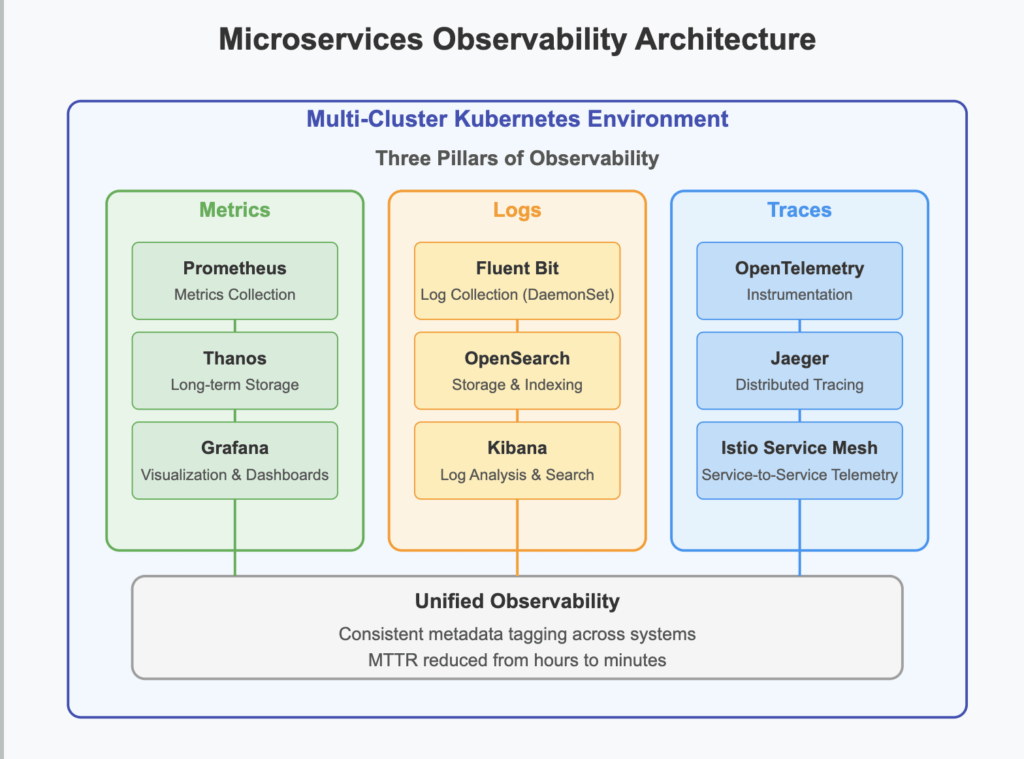 Microservices Observability Architecture
Multi-Cluster Kubernetes Environment
Three Pillars of Observability
Metrics
Prometheus
Metrics Collection
Thanos
Long-term Storage
Grafana
Visualization & Dashboards
Logs
Fluent Bit
Log Collection (DaemonSet)
OpenSearch
Storage & Indexing
Kibana
Log Analysis & Search
Traces
OpenTelemetry
Instrumentation
Jaeger
Distributed Tracing
Istio Service Mesh
Service-to-Service Telemetry
Unified Observability
Consistent metadata tagging across systems
MTTR reduced from hours to minutes